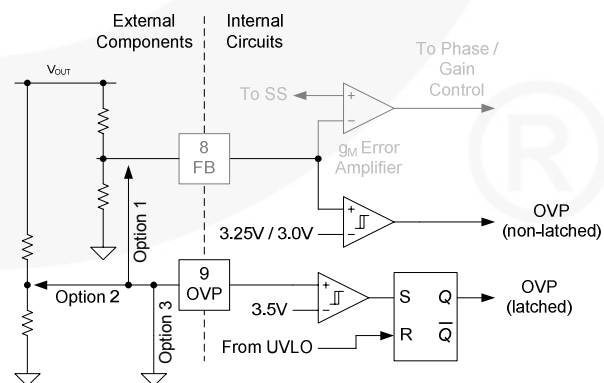 External
Components
Internal
Circuits
To Phase /
Gain
Control
VOUT
To SS
+
−
gM Error
Amplifier
8
FB
Option 1
+
−
3.25V / 3.0V
OVP
(non-latched)
Option 2
Option 3
9
OVP
+
−
3.5V
S
Q
R
Q
OVP
(latched)
From UVLO
®